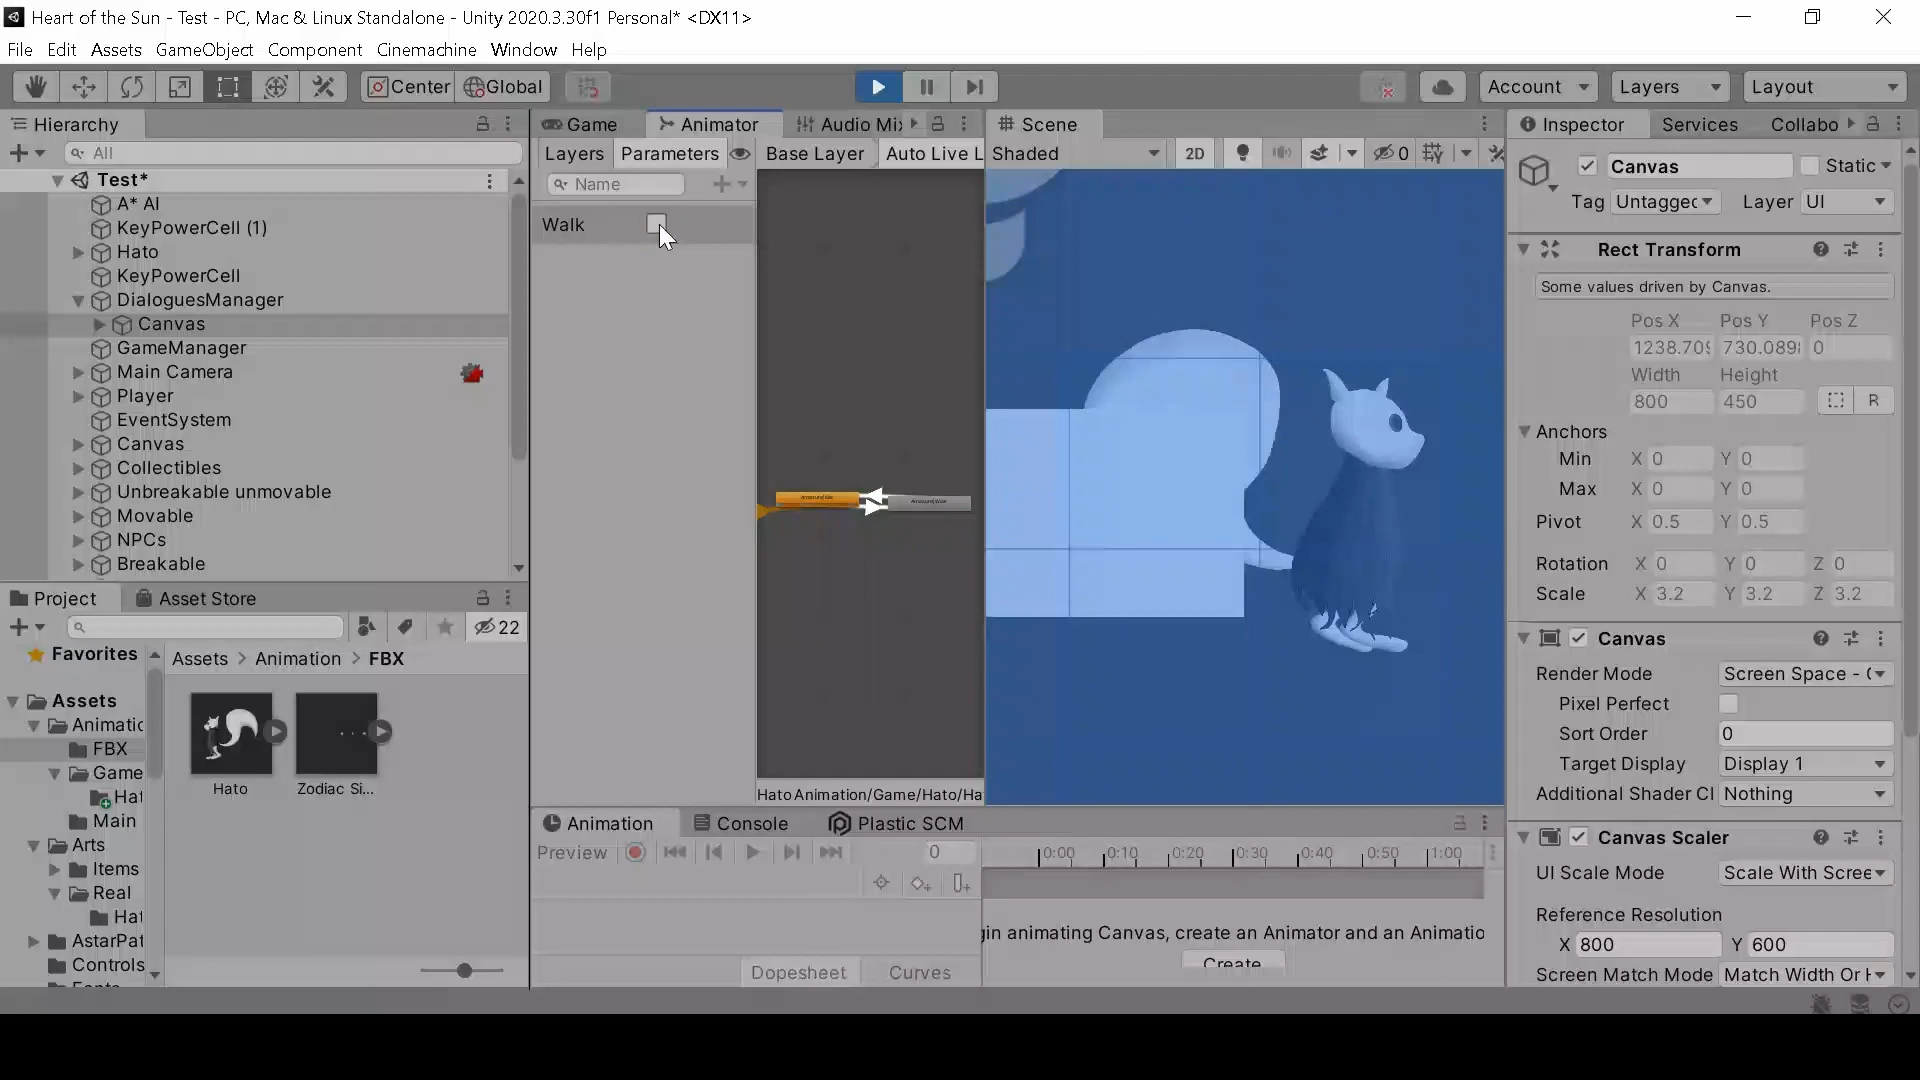 Heart of the Sun - Test - PC, Mac & Linux Standalone - Unity 2020.3.30f1 Personal* <DX11>
File Edit Assets GameObject Component Cinemachine Window Help
Center Global Account Layers Layout
Hierarchy
All
Test*
A* AI
KeyPowerCell (1)
Hato
KeyPowerCell
DialoguesManager
Canvas
GameManager
Main Camera
Player
EventSystem
Canvas
Collectibles
Unbreakable unmovable
Movable
NPCs
Breakable
Game Animator Audio Mix
Layers Parameters Base Layer Auto Live L
Name
Walk
Hato Animation/Game/Hato/Ha
Scene
Shaded 2D 0
Project Asset Store
22
Favorites
Assets > Animation > FBX
Assets
Animatic
FBX
Game
Hat
Main
Arts
Items
Real
Hat
AstarPat
Controls
Hato
Zodiac Si...
Animation Console Plastic SCM
Preview 0
0:00 0:10 0:20 0:30 0:40 0:50 1:00
gin animating Canvas, create an Animator and an Animatio
Create
Dopesheet Curves
Inspector Services Collabo
Canvas Static
Tag Untagged Layer UI
Rect Transform
Some values driven by Canvas.
Pos X Pos Y Pos Z
1238.709 730.089 0
Width Height
800 450 R
Anchors
Min X 0 Y 0
Max X 0 Y 0
Pivot X 0.5 Y 0.5
Rotation X 0 Y 0 Z 0
Scale X 3.2 Y 3.2 Z 3.2
Canvas
Render Mode Screen Space - (
Pixel Perfect
Sort Order 0
Target Display Display 1
Additional Shader Cl Nothing
Canvas Scaler
UI Scale Mode Scale With Scree
Reference Resolution
X 800 Y 600
Screen Match Mode Match Width Or H